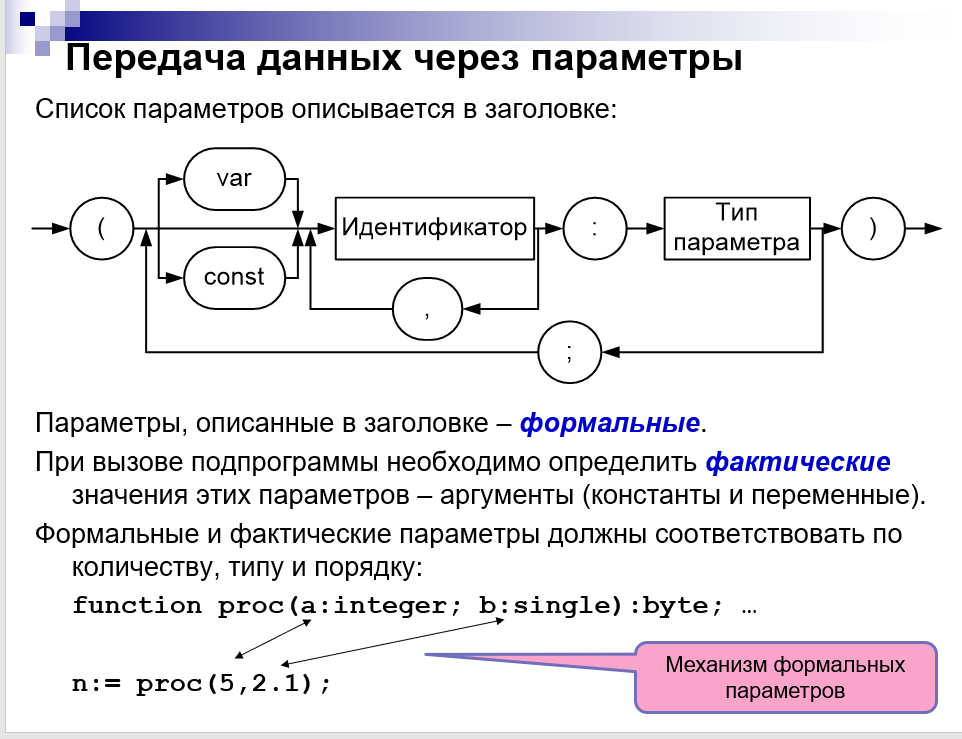 Передача данных через параметры
Список параметров описывается в заголовке:
var
(
Идентификатор
:
Тип
параметра
)
const
,
;
Параметры, описанные в заголовке – формальные.
При вызове подпрограммы необходимо определить фактические
значения этих параметров – аргументы (константы и переменные).
Формальные и фактические параметры должны соответствовать по
количеству, типу и порядку:
function proc(a:integer; b:single):byte; …
n:= proc(5,2.1);
Механизм формальных
параметров